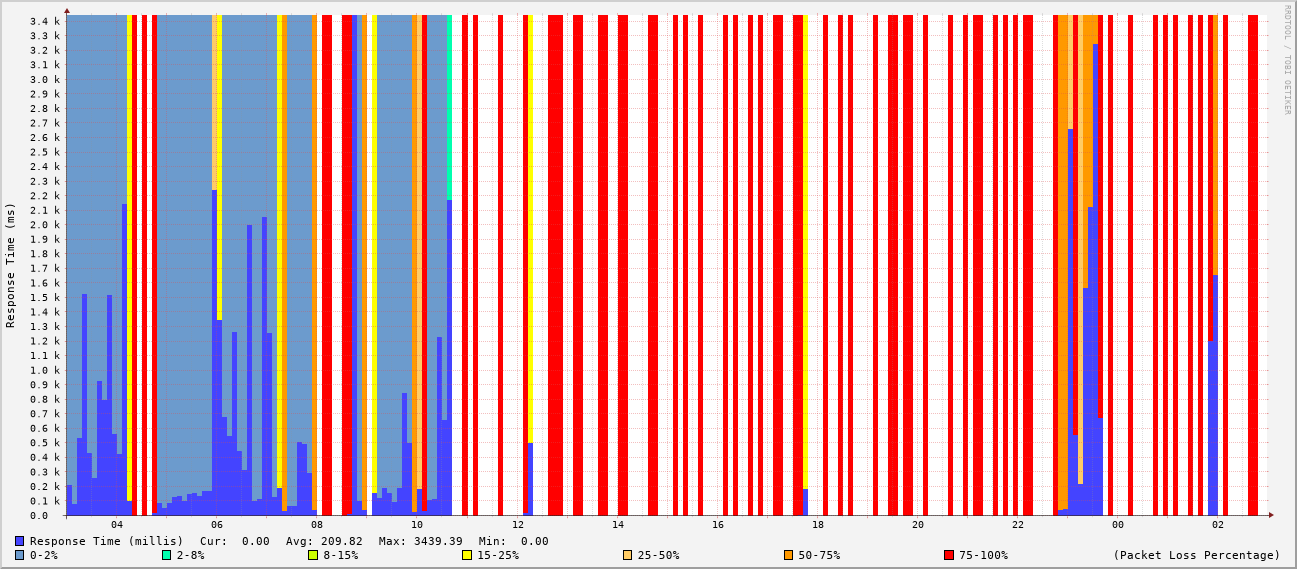 RRDTOOL / TOBI OETIKER
Response Time (ms)
3.4 k
3.3 k
3.2 k
3.1 k
3.0 k
2.9 k
2.8 k
2.7 k
2.6 k
2.5 k
2.4 k
2.3 k
2.2 k
2.1 k
2.0 k
1.9 k
1.8 k
1.7 k
1.6 k
1.5 k
1.4 k
1.3 k
1.2 k
1.1 k
1.0 k
0.9 k
0.8 k
0.7 k
0.6 k
0.5 k
0.4 k
0.3 k
0.2 k
0.1 k
0.0
04 06 08 10 12 14 16 18 20 22 00 02
Response Time (millis) Cur: 0.00 Avg: 209.82 Max: 3439.39 Min: 0.00
0-2% 2-8% 8-15% 15-25% 25-50% 50-75% 75-100% (Packet Loss Percentage)